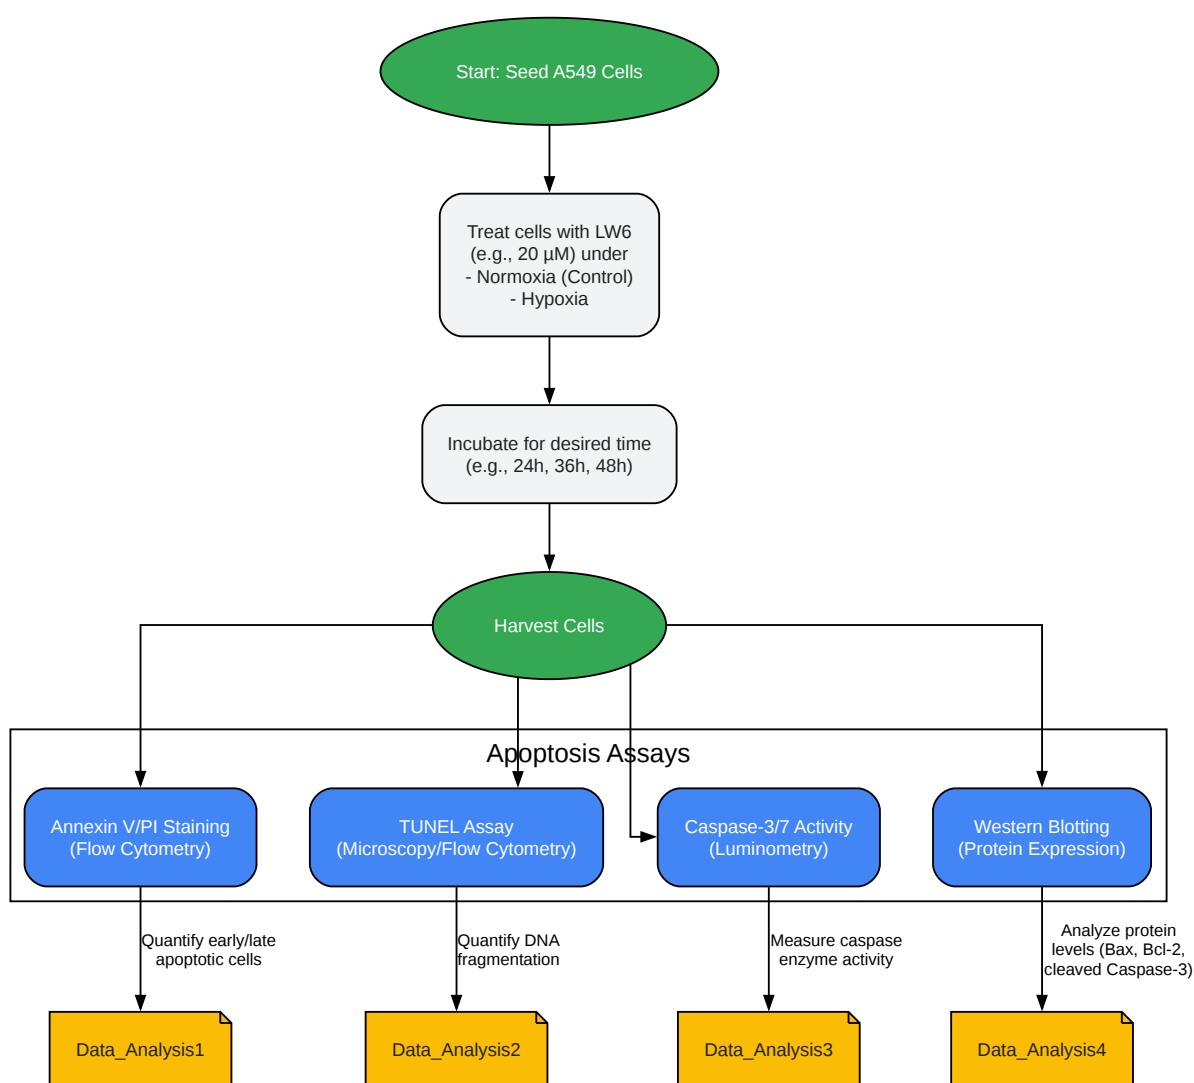 Start: Seed A549 Cells
Treat cells with LW6
(e.g., 20 µM) under
- Normoxia (Control)
- Hypoxia
Incubate for desired time
(e.g., 24h, 36h, 48h)
Harvest Cells
Apoptosis Assays
Annexin V/PI Staining
(Flow Cytometry)
TUNEL Assay
(Microscopy/Flow Cytometry)
Caspase-3/7 Activity
(Luminometry)
Western Blotting
(Protein Expression)
Quantify early/late
apoptotic cells
Quantify DNA
fragmentation
Measure caspase
enzyme activity
Analyze protein
levels (Bax, Bcl-2,
cleaved Caspase-3)
Data_Analysis1
Data_Analysis2
Data_Analysis3
Data_Analysis4